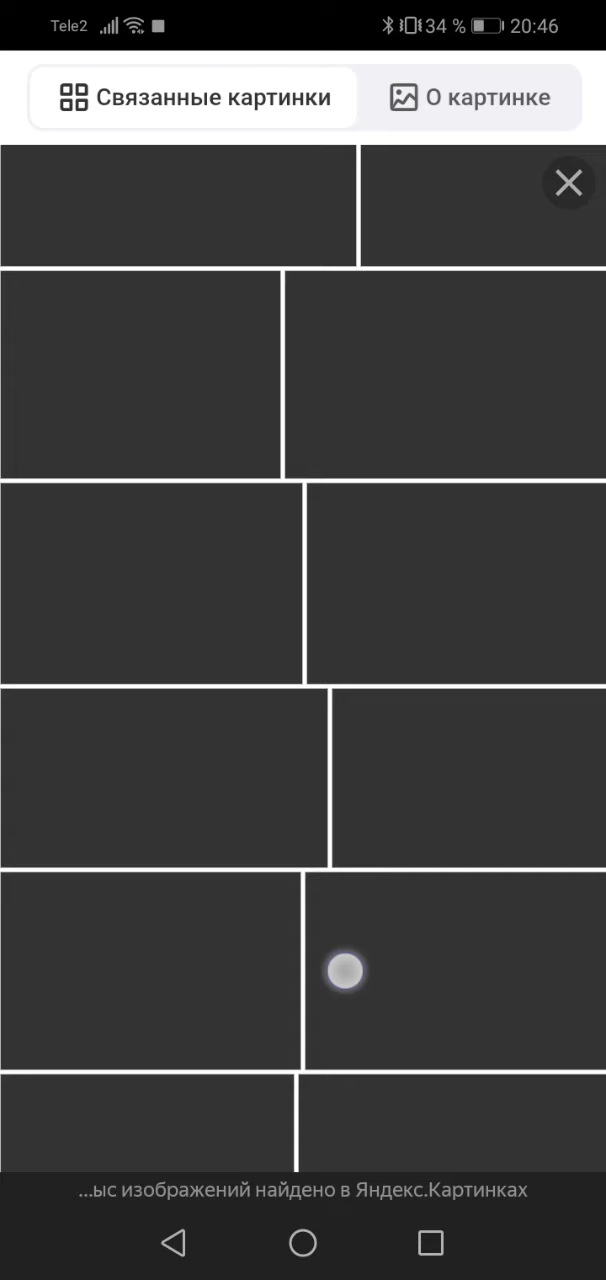 Tele2 34 % 20:46
Связанные картинки О картинке
...ыс изображений найдено в Яндекс.Картинках